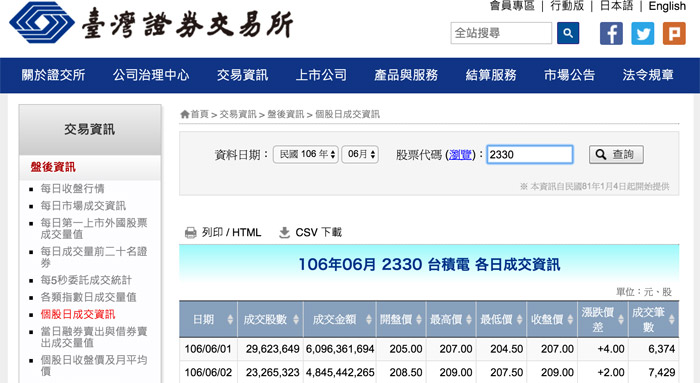 會員專區 | 行動版 | 日本語 | English
臺灣證券交易所
全站搜尋
關於證交所 公司治理中心 交易資訊 上市公司 產品與服務 結算服務 市場公告 法令規章
首頁 > 交易資訊 > 盤後資訊 > 個股日成交資訊
交易資訊
盤後資訊
每日收盤行情
每日市場成交資訊
每日第一上市外國股票
成交量值
每日成交量前二十名證
券
每5秒委託成交統計
各類指數日成交量值
個股日成交資訊
當日融券賣出與借券賣
出成交量值
個股日收盤價及月平均
價
資料日期： 民國 106 年 06月 股票代碼 (瀏覽)： 2330 查詢
※ 本資訊自民國81年1月4日起開始提供
列印 / HTML CSV 下載
106年06月 2330 台積電 各日成交資訊
單位：元、股
日期 成交股數 成交金額 開盤價 最高價 最低價 收盤價 漲跌價差 成交筆數
106/06/01 29,623,649 6,096,361,694 205.00 207.00 204.50 207.00 +4.00 6,374
106/06/02 23,265,323 4,845,442,265 208.50 209.00 207.50 209.00 +2.00 7,429